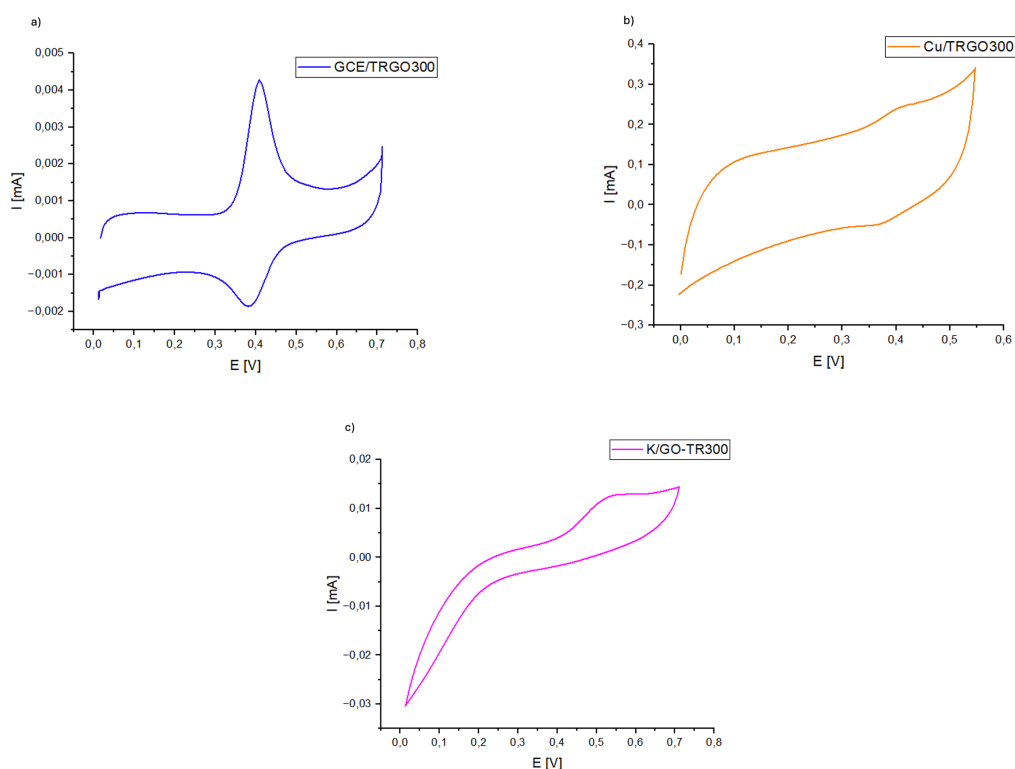 a)
GCE/TRGO300
0,005
0,004
0,003
0,002
0,001
0,000
−0,001
−0,002
I [mA]
0,0 0,1 0,2 0,3 0,4 0,5 0,6 0,7 0,8
E [V]
b)
Cu/TRGO300
0,4
0,3
0,2
0,1
0,0
−0,1
−0,2
−0,3
I [mA]
0,0 0,1 0,2 0,3 0,4 0,5 0,6
E [V]
c)
K/GO-TR300
0,02
0,01
0,00
−0,01
−0,02
−0,03
I [mA]
0,0 0,1 0,2 0,3 0,4 0,5 0,6 0,7 0,8
E [V]